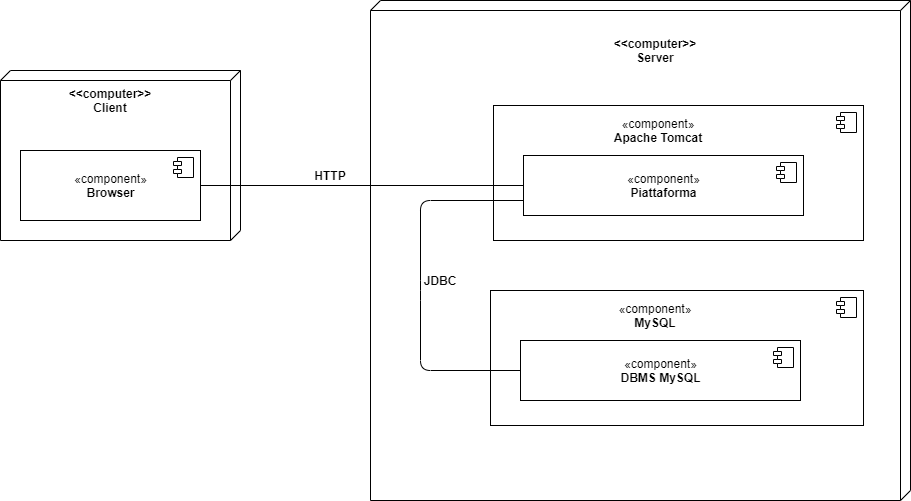 <<computer>>
Client
«component»
Browser
HTTP
<<computer>>
Server
«component»
Apache Tomcat
«component»
Piattaforma
JDBC
«component»
MySQL
«component»
DBMS MySQL